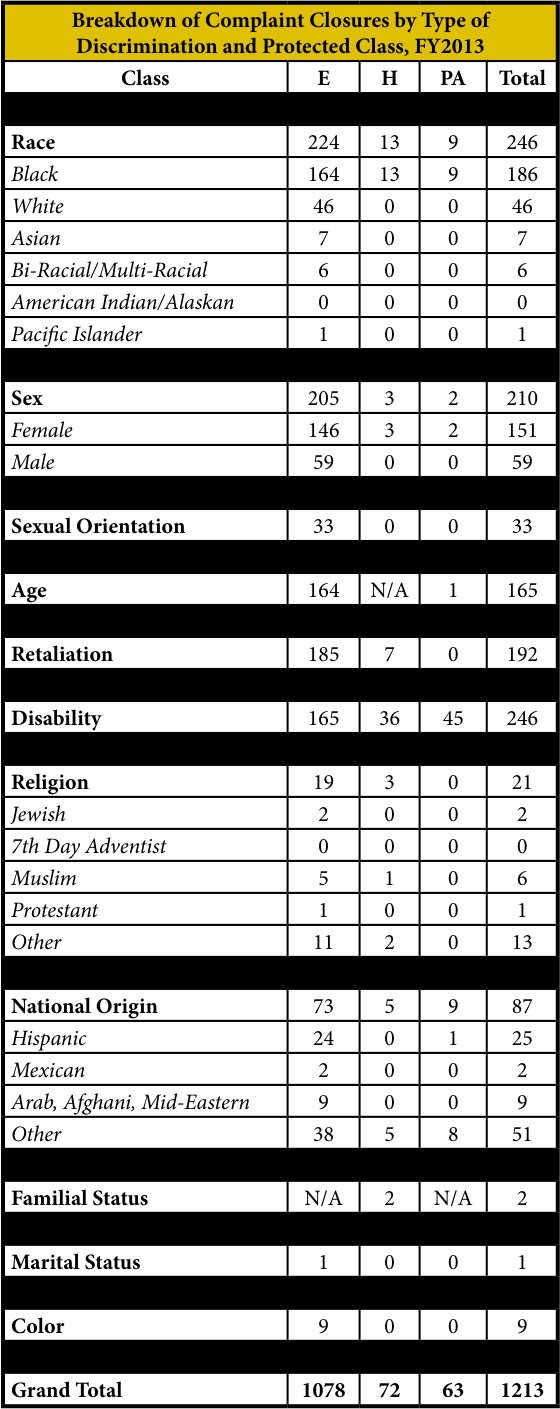 Breakdown of Complaint Closures by Type of
Discrimination and Protected Class, FY2013
Class E H PA Total
Race 224 13 9 246
Black 164 13 9 186
White 46 0 0 46
Asian 7 0 0 7
Bi-Racial/Multi-Racial 6 0 0 6
American Indian/Alaskan 0 0 0 0
Pacific Islander 1 0 0 1
Sex 205 3 2 210
Female 146 3 2 151
Male 59 0 0 59
Sexual Orientation 33 0 0 33
Age 164 N/A 1 165
Retaliation 185 7 0 192
Disability 165 36 45 246
Religion 19 3 0 21
Jewish 2 0 0 2
7th Day Adventist 0 0 0 0
Muslim 5 1 0 6
Protestant 1 0 0 1
Other 11 2 0 13
National Origin 73 5 9 87
Hispanic 24 0 1 25
Mexican 2 0 0 2
Arab, Afghani, Mid-Eastern 9 0 0 9
Other 38 5 8 51
Familial Status N/A 2 N/A 2
Marital Status 1 0 0 1
Color 9 0 0 9
Grand Total 1078 72 63 1213